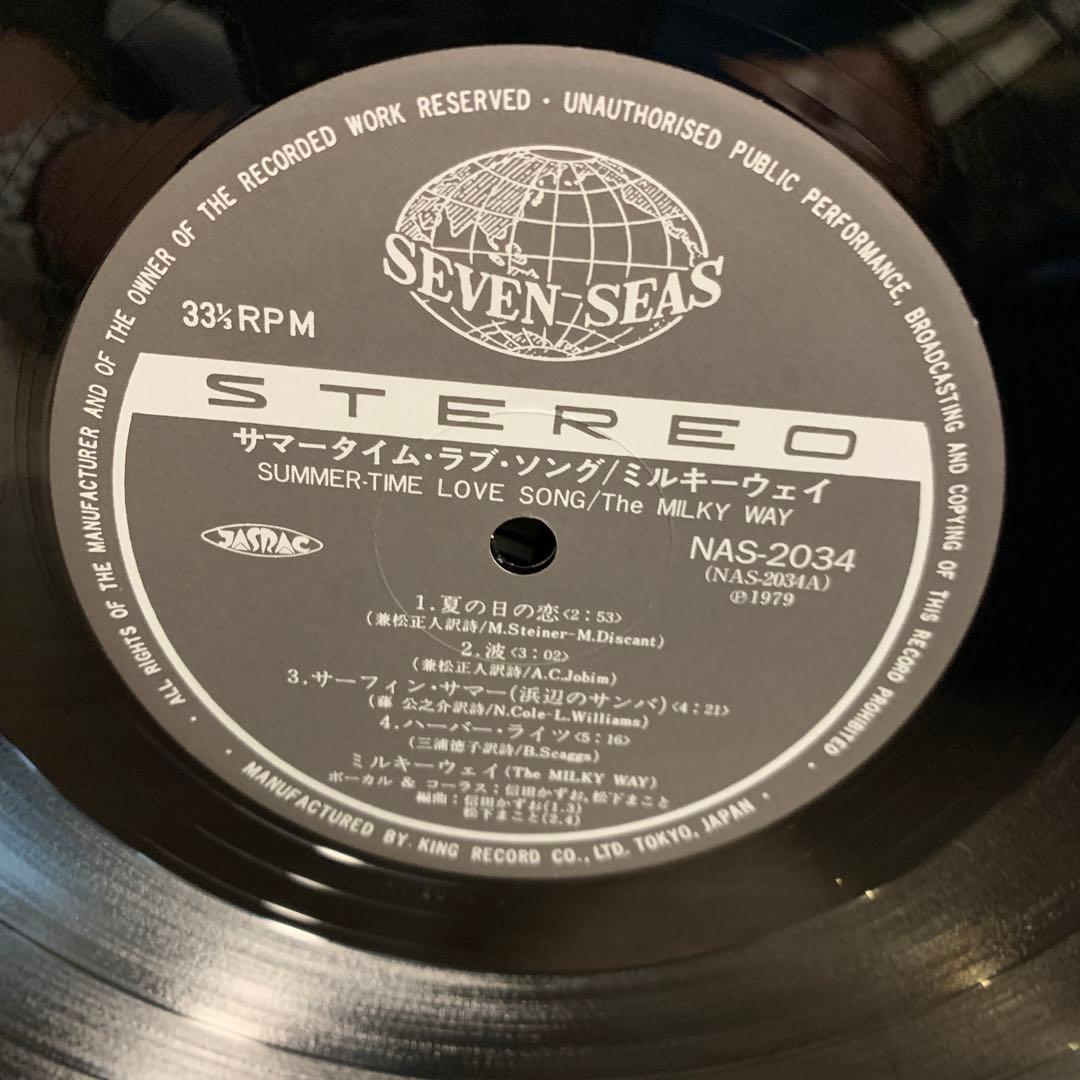 ALL RIGHTS OF THE MANUFACTURER AND OF THE OWNER OF THE RECORDED WORK RESERVED · UNAUTHORISED PUBLIC PERFORMANCE, BROADCASTING AND COPYING OF THIS RECORD PROHIBITED ·
SEVEN SEAS
33⅓RPM
STEREO
サマータイム・ラブ・ソング/ミルキーウェイ
SUMMER-TIME LOVE SONG/The MILKY WAY
JASRAC
NAS-2034
(NAS-2034A)
℗1979
1.夏の日の恋<2:53>
(兼松正人訳詩/M.Steiner-M.Discant)
2.波<3:02>
(兼松正人訳詩/A.C.Jobim)
3.サーフィン・サマー(浜辺のサンバ)<4:21>
(藤 公之介訳詩/N.Cole-L.Williams)
4.ハーバー・ライツ<5:16>
(三浦徳子訳詩/B.Scaggs)
ミルキーウェイ(The MILKY WAY)
ボーカル & コーラス:信田かずお,松下まこと
編曲:信田かずお(1.3)
松下まこと(2.4)
· MANUFACTURED BY. KING RECORD CO., LTD. TOKYO, JAPAN ·